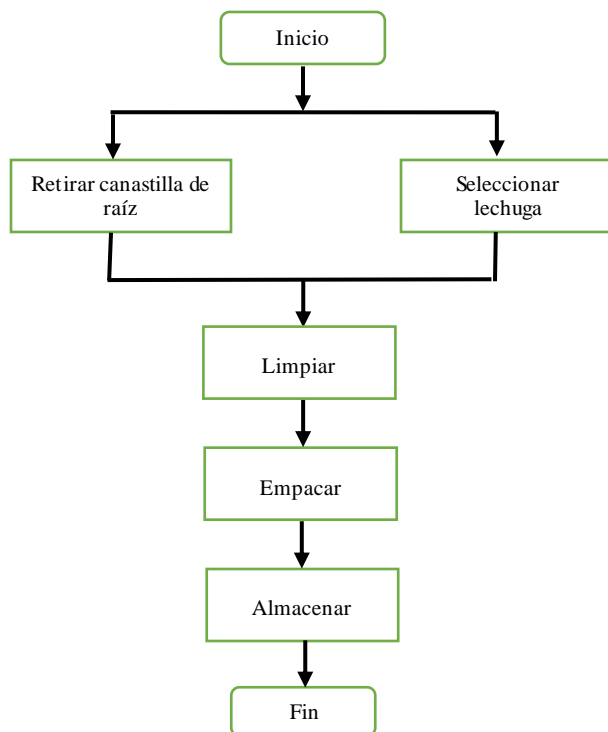 Inicio
Retirar canastilla de
raíz
Seleccionar
lechuga
Limpiar
Empacar
Almacenar
Fin